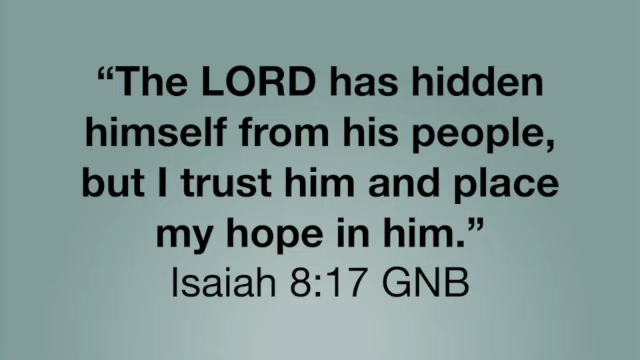 “The LORD has hidden
himself from his people,
but I trust him and place
my hope in him.”
Isaiah 8:17 GNB